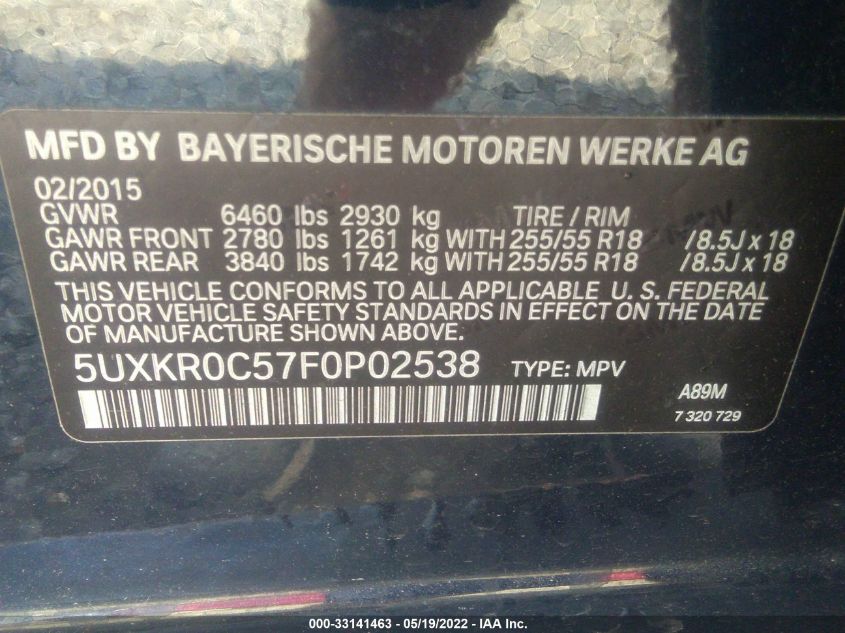 MFD BY BAYERISCHE MOTOREN WERKE AG
02/2015
GVWR 6460 lbs 2930 kg TIRE / RIM
GAWR FRONT 2780 lbs 1261 kg WITH 255/55 R18 /8.5J x 18
GAWR REAR 3840 lbs 1742 kg WITH 255/55 R18 /8.5J x 18
THIS VEHICLE CONFORMS TO ALL APPLICABLE U. S. FEDERAL
MOTOR VEHICLE SAFETY STANDARDS IN EFFECT ON THE DATE
OF MANUFACTURE SHOWN ABOVE.
5UXKR0C57F0P02538 TYPE: MPV
A89M
7 320 729
000-33141463 - 05/19/2022 - IAA Inc.